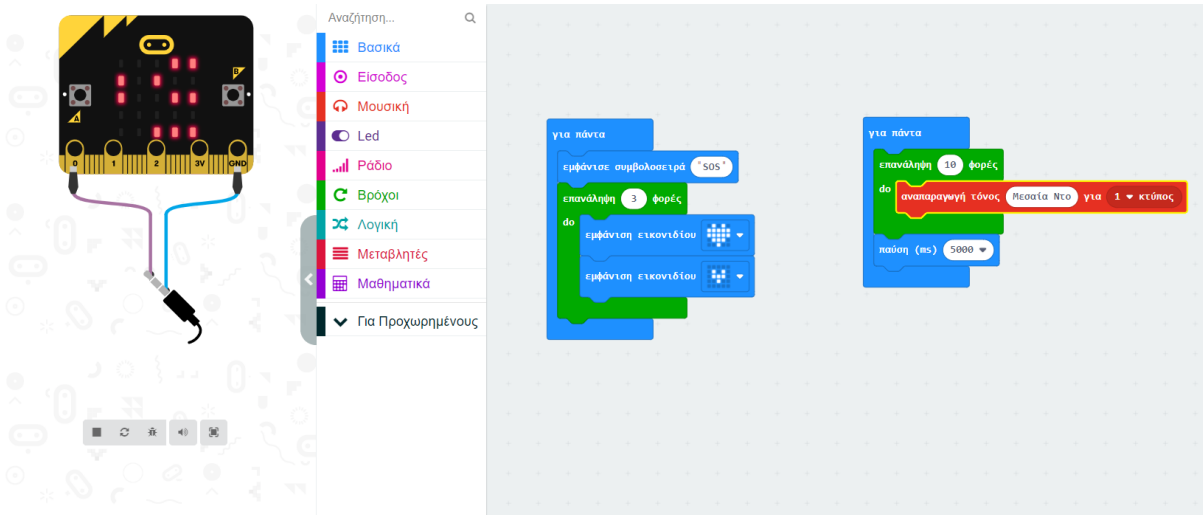 Αναζήτηση...
Βασικά
Είσοδος
Μουσική
Led
Ράδιο
Βρόχοι
Λογική
Μεταβλητές
Μαθηματικά
Για Προχωρημένους
B
A
0 1 2 3V GND
για πάντα
εμφάνισε συμβολοσειρά "SOS"
επανάληψη 3 φορές
do
εμφάνιση εικονιδίου
εμφάνιση εικονιδίου
για πάντα
επανάληψη 10 φορές
do
αναπαραγωγή τόνος Μεσαία Ντο για 1 κτύπος
παύση (ms) 5000